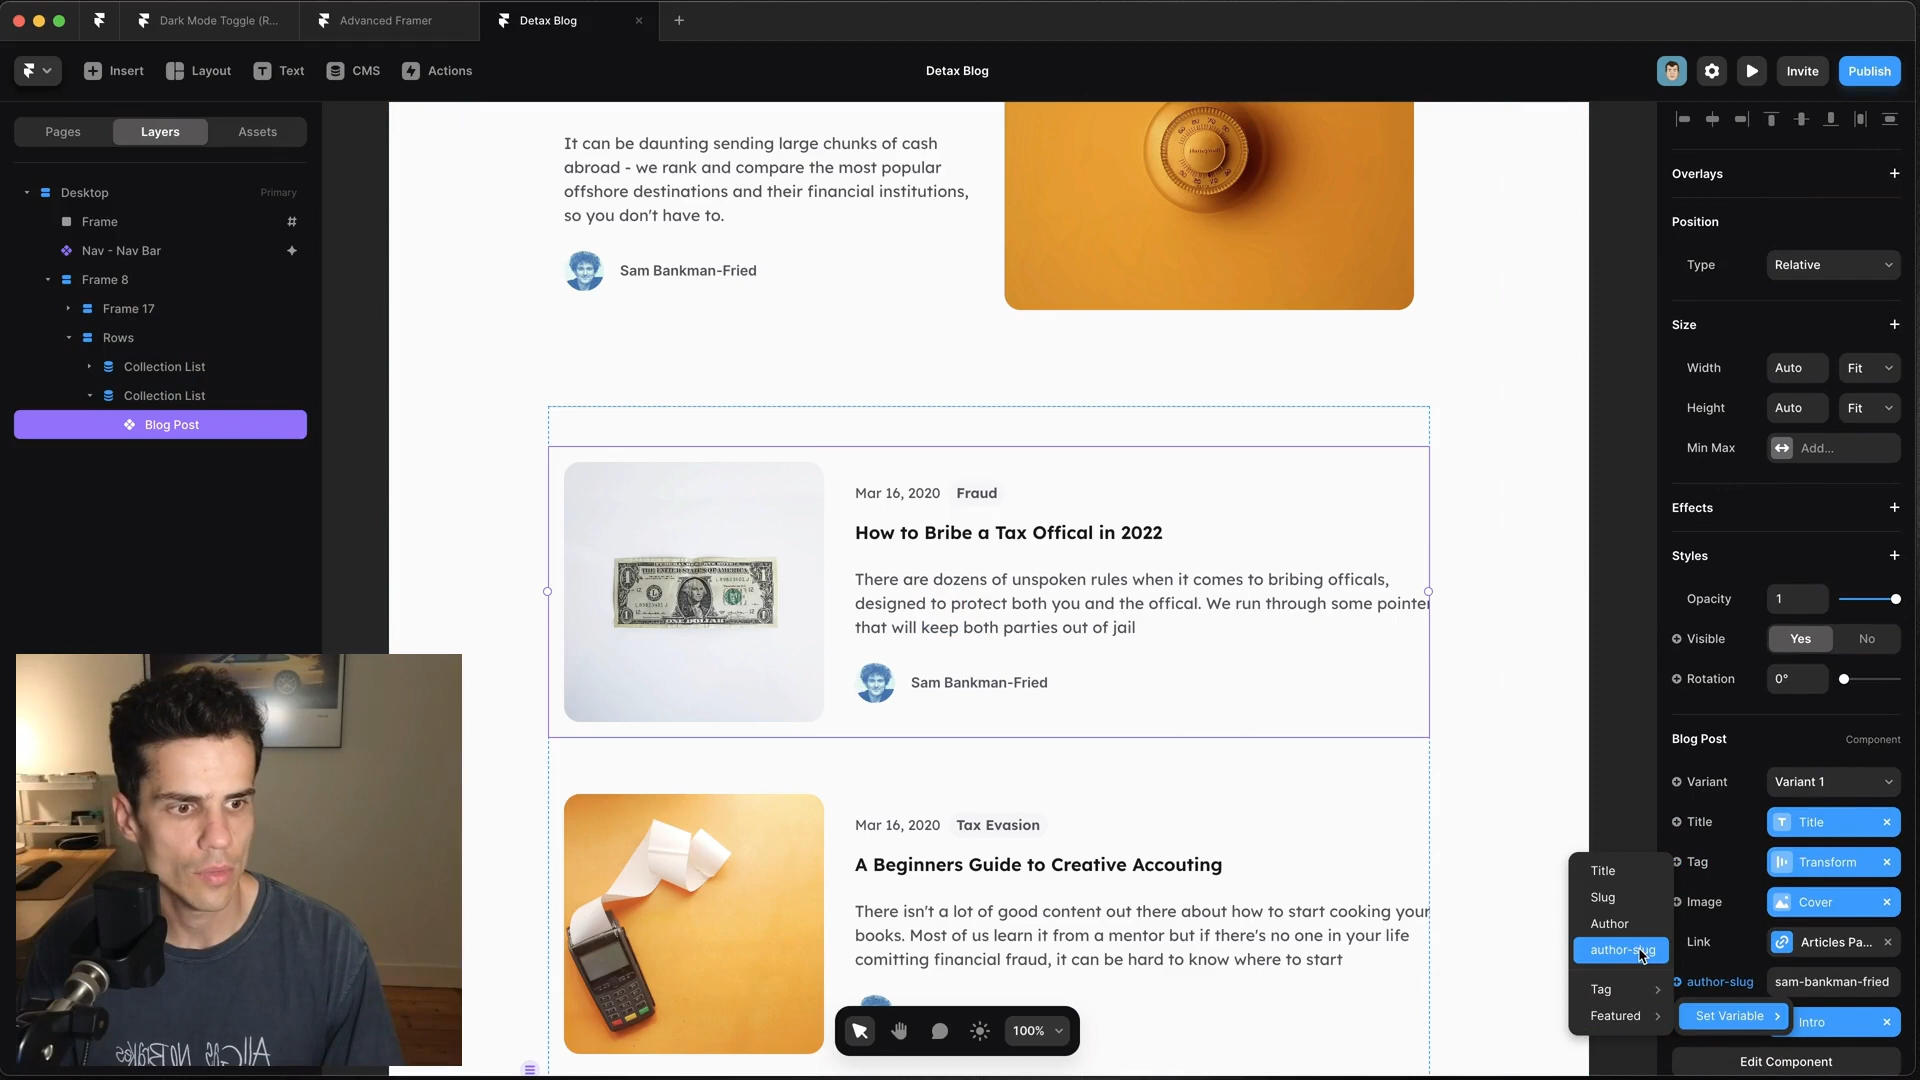 Dark Mode Toggle (R...
Advanced Framer
Detax Blog
Insert
Layout
Text
CMS
Actions
Detax Blog
Invite
Publish
Pages
Layers
Assets
Desktop
Primary
Frame
Nav - Nav Bar
Frame 8
Frame 17
Rows
Collection List
Collection List
Blog Post
It can be daunting sending large chunks of cash
abroad - we rank and compare the most popular
offshore destinations and their financial institutions,
so you don't have to.
Sam Bankman-Fried
Honeywell
Mar 16, 2020 Fraud
How to Bribe a Tax Offical in 2022
There are dozens of unspoken rules when it comes to bribing officals,
designed to protect both you and the offical. We run through some pointer
that will keep both parties out of jail
Sam Bankman-Fried
THE UNITED STATES OF AMERICA
ONE DOLLAR
Mar 16, 2020 Tax Evasion
A Beginners Guide to Creative Accouting
There isn't a lot of good content out there about how to start cooking your
books. Most of us learn it from a mentor but if there's no one in your life
comitting financial fraud, it can be hard to know where to start
100%
Overlays
Position
Type Relative
Size
Width Auto Fit
Height Auto Fit
Min Max Add...
Effects
Styles
Opacity 1
Visible Yes No
Rotation 0°
Blog Post Component
Variant Variant 1
Title Title
Tag Transform
Image Cover
Link Articles Pa...
author-slug sam-bankman-fried
Set Variable
Intro
Edit Component
Title
Slug
Author
author-slug
Tag
Featured